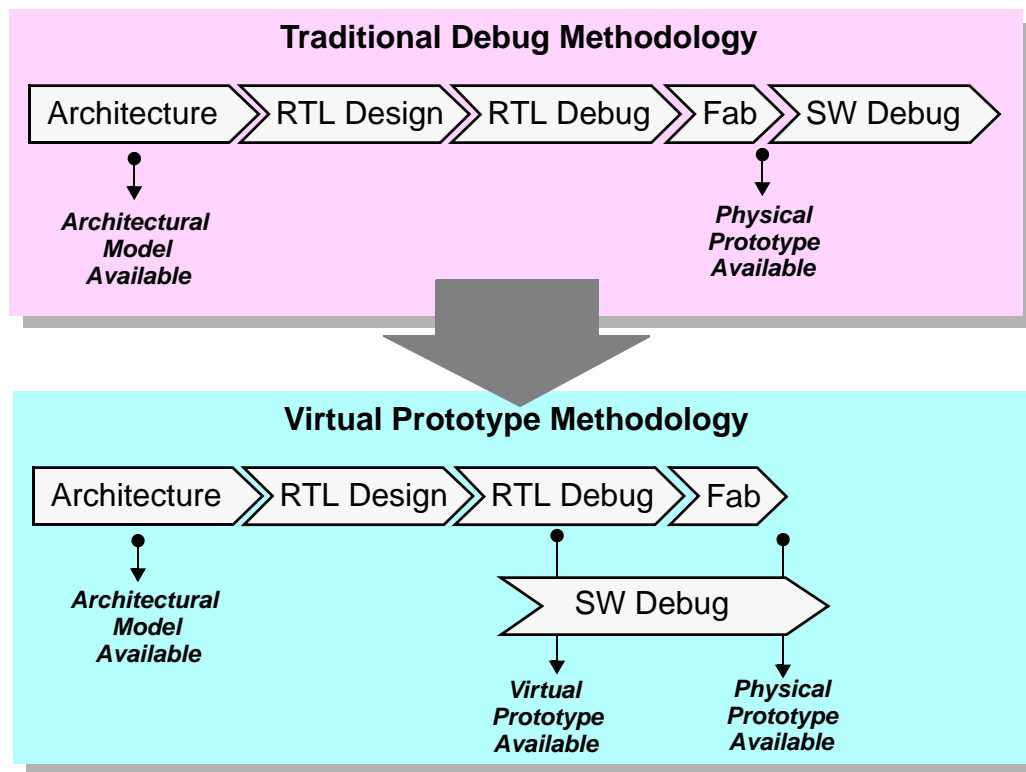 Traditional Debug Methodology
Architecture RTL Design RTL Debug Fab SW Debug
Architectural
Model
Available
Physical
Prototype
Available
Virtual Prototype Methodology
Architecture RTL Design RTL Debug Fab
SW Debug
Architectural
Model
Available
Virtual
Prototype
Available
Physical
Prototype
Available